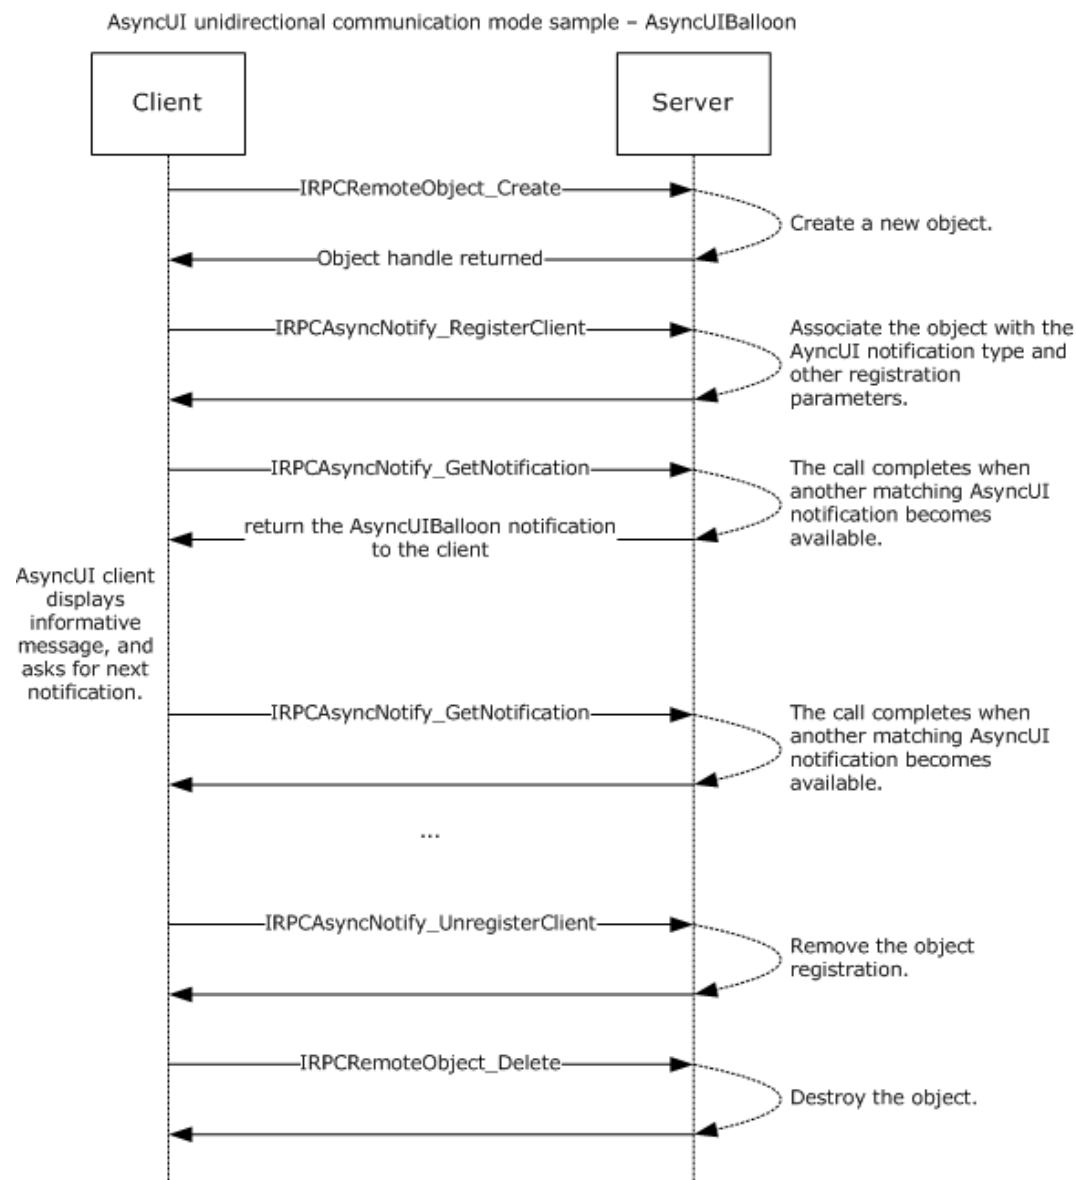 AsyncUI unidirectional communication mode sample – AsyncUIBalloon
Client
Server
IRPCRemoteObject_Create
Create a new object.
Object handle returned
IRPCAsyncNotify_RegisterClient
Associate the object with the
AyncUI notification type and
other registration
parameters.
IRPCAsyncNotify_GetNotification
The call completes when
another matching AsyncUI
notification becomes
available.
return the AsyncUIBalloon notification
to the client
AsyncUI client
displays
informative
message, and
asks for next
notification.
IRPCAsyncNotify_GetNotification
The call completes when
another matching AsyncUI
notification becomes
available.
...
IRPCAsyncNotify_UnregisterClient
Remove the object
registration.
IRPCRemoteObject_Delete
Destroy the object.